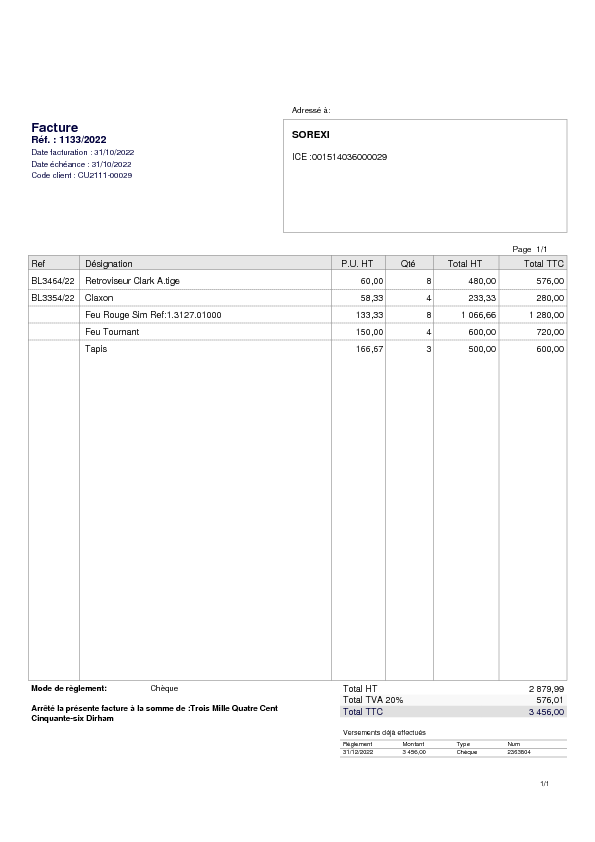 Adressé à:
Facture
Réf. : 1133/2022
Date facturation : 31/10/2022
Date échéance : 31/10/2022
Code client : CU2111-00029
SOREXI
ICE :001514036000029
Page 1/1
Ref Désignation P.U. HT Qté Total HT Total TTC
BL3464/22 Retroviseur Clark A.tige 60,00 8 480,00 576,00
BL3354/22 Claxon 58,33 4 233,33 280,00
Feu Rouge Sim Ref:1.3127.01000 133,33 8 1 066,66 1 280,00
Feu Tournant 150,00 4 600,00 720,00
Tapis 166,67 3 500,00 600,00
Mode de règlement: Chèque
Arrêté la présente facture à la somme de :Trois Mille Quatre Cent
Cinquante-six Dirham
Total HT 2 879,99
Total TVA 20% 576,01
Total TTC 3 456,00
Versements déjà effectués
Règlement Montant Type Num
31/12/2022 3 456,00 Chèque 2363804
1/1